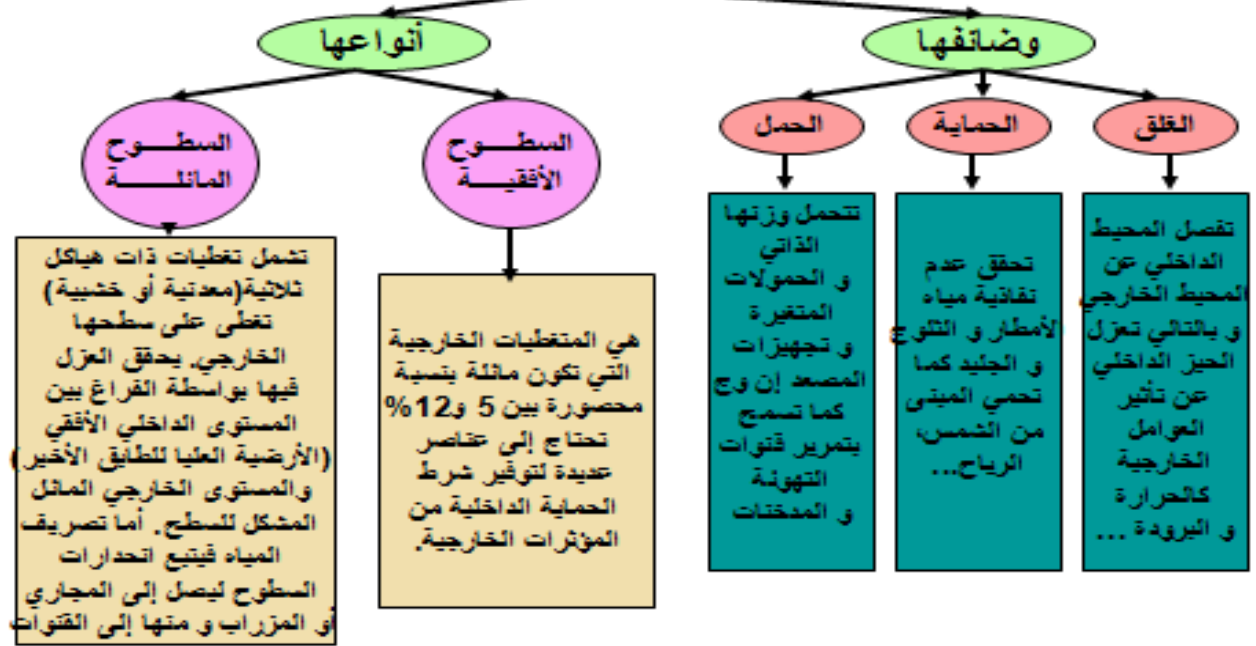 وضائفها
أنواعها
الغلق
الحماية
الحمل
تفصل المحيط
الداخلي عن
المحيط الخارجي
و بالتالي تعزل
الحيز الداخلي
عن تأثير
العوامل
الخارجية
كالحرارة
و البرودة ...
تحقق عدم
نفاذية مياه
لأمطار و الثلوج
و الجليد كما
تحمي المبنى
من الشمس،
الرياح...
تتحمل وزنها
الذاتي
و الحمولات
المتغيرة
و تجهيزات
المصعد إن وج
كما تسمح
بتمرير قنوات
التهوئة
و المدخنات
السطـــوح
الأفقيـــــة
السطـــوح
المائلـــــة
هي المتغطيات الخارجية
التي تكون مائلة بنسبة
محصورة بين 5 و12%
تحتاج إلى عناصر
عديدة لتوفير شرط
الحماية الداخلية من
المؤثرات الخارجية.
تشمل تغطيات ذات هياكل
ثلاثية(معدنية أو خشبية)
تغطى على سطحها
الخارجي. يحقق العزل
فيها بواسطة الفراغ بين
المستوى الداخلي الأفقي
(الأرضية العليا للطابق الأخير)
والمستوى الخارجي المائل
المشكل للسطح. أما تصريف
المياه فيتبع انحدارات
السطوح ليصل إلى المجاري
أو المزراب و منها إلى القنوات